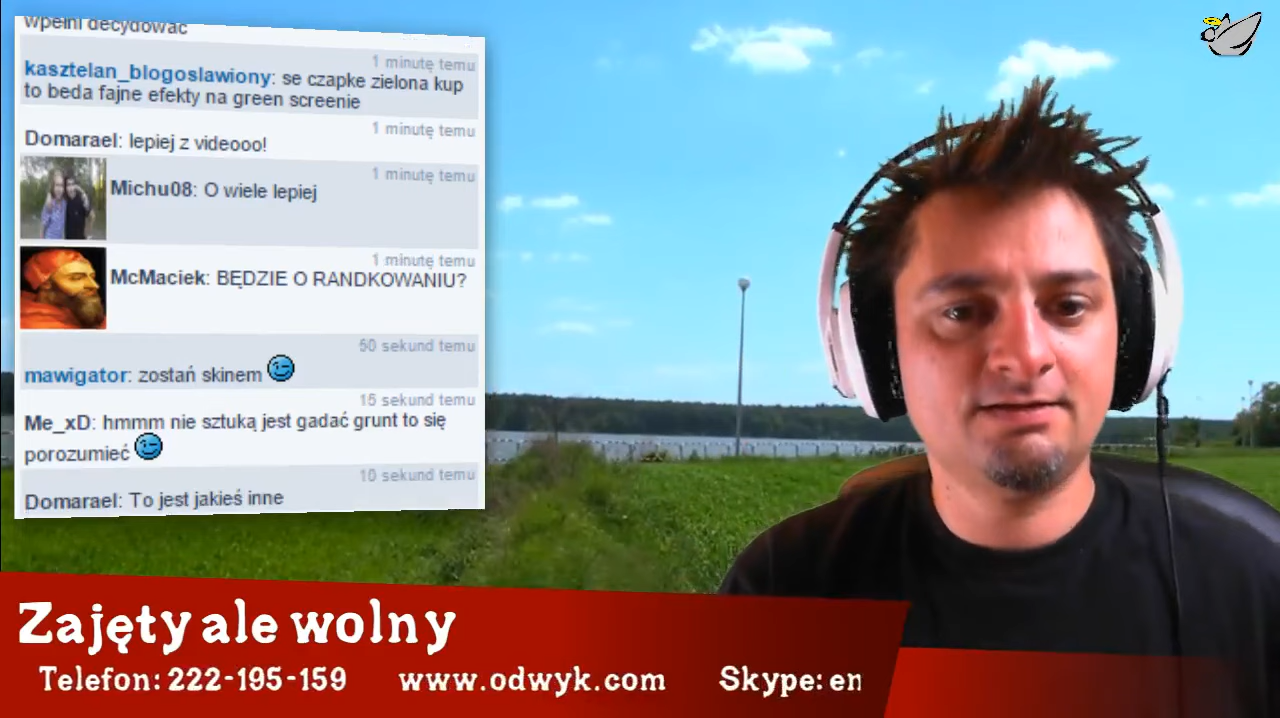 wpełni decydować
1 minutę temu
kasztelan_blogoslawiony: se czapke zielona kup
to beda fajne efekty na green screenie
1 minutę temu
Domarael: lepiej z videooo!
1 minutę temu
Michu08: O wiele lepiej
1 minutę temu
McMaciek: BĘDZIE O RANDKOWANIU?
50 sekund temu
mawigator: zostań skinem
15 sekund temu
Me_xD: hmmm nie sztuką jest gadać grunt to się
porozumieć
10 sekund temu
Domarael: To jest jakieś inne
Zajęty ale wolny
Telefon: 222-195-159 www.odwyk.com Skype: en